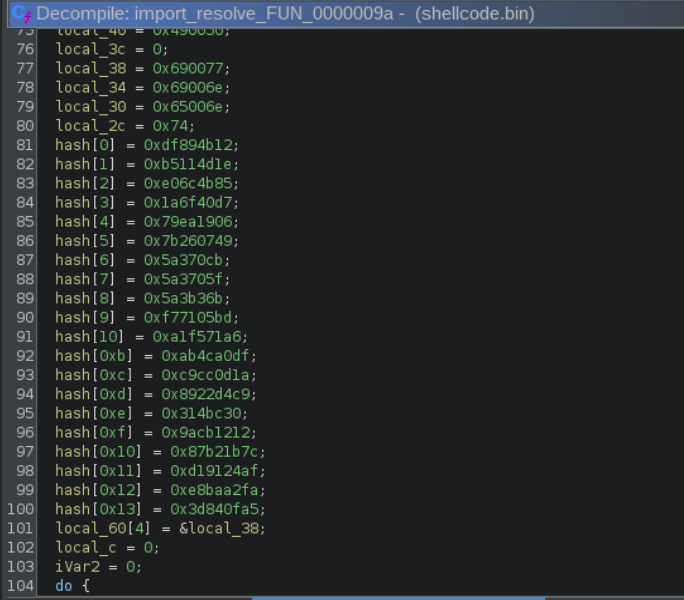 Decompile: import_resolve_FUN_0000009a - (shellcode.bin)
75 local_40 = 0x490050;
76 local_3c = 0;
77 local_38 = 0x690077;
78 local_34 = 0x69006e;
79 local_30 = 0x65006e;
80 local_2c = 0x74;
81 hash[0] = 0xdf894b12;
82 hash[1] = 0xb5114d1e;
83 hash[2] = 0xe06c4b85;
84 hash[3] = 0x1a6f40d7;
85 hash[4] = 0x79ea1906;
86 hash[5] = 0x7b260749;
87 hash[6] = 0x5a370cb;
88 hash[7] = 0x5a3705f;
89 hash[8] = 0x5a3b36b;
90 hash[9] = 0xf77105bd;
91 hash[10] = 0xa1f571a6;
92 hash[0xb] = 0xab4ca0df;
93 hash[0xc] = 0xc9cc0d1a;
94 hash[0xd] = 0x8922d4c9;
95 hash[0xe] = 0x314bc30;
96 hash[0xf] = 0x9acb1212;
97 hash[0x10] = 0x87b21b7c;
98 hash[0x11] = 0xd19124af;
99 hash[0x12] = 0xe8baa2fa;
100 hash[0x13] = 0x3d840fa5;
101 local_60[4] = &local_38;
102 local_c = 0;
103 iVar2 = 0;
104 do {